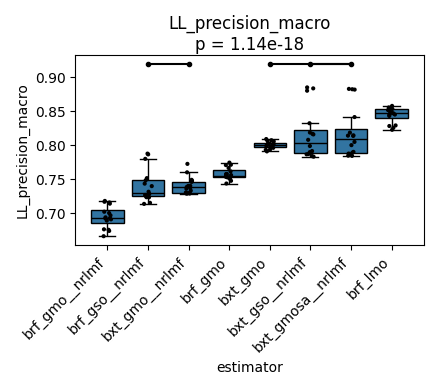 LL_precision_macro
p = 1.14e-18
LL_precision_macro
0.90
0.85
0.80
0.75
0.70
brf_gmo__nrlmf
brf_gso__nrlmf
bxt_gmo__nrlmf
brf_gmo
bxt_gmo
bxt_gso__nrlmf
bxt_gmosa__nrlmf
brf_lmo
estimator